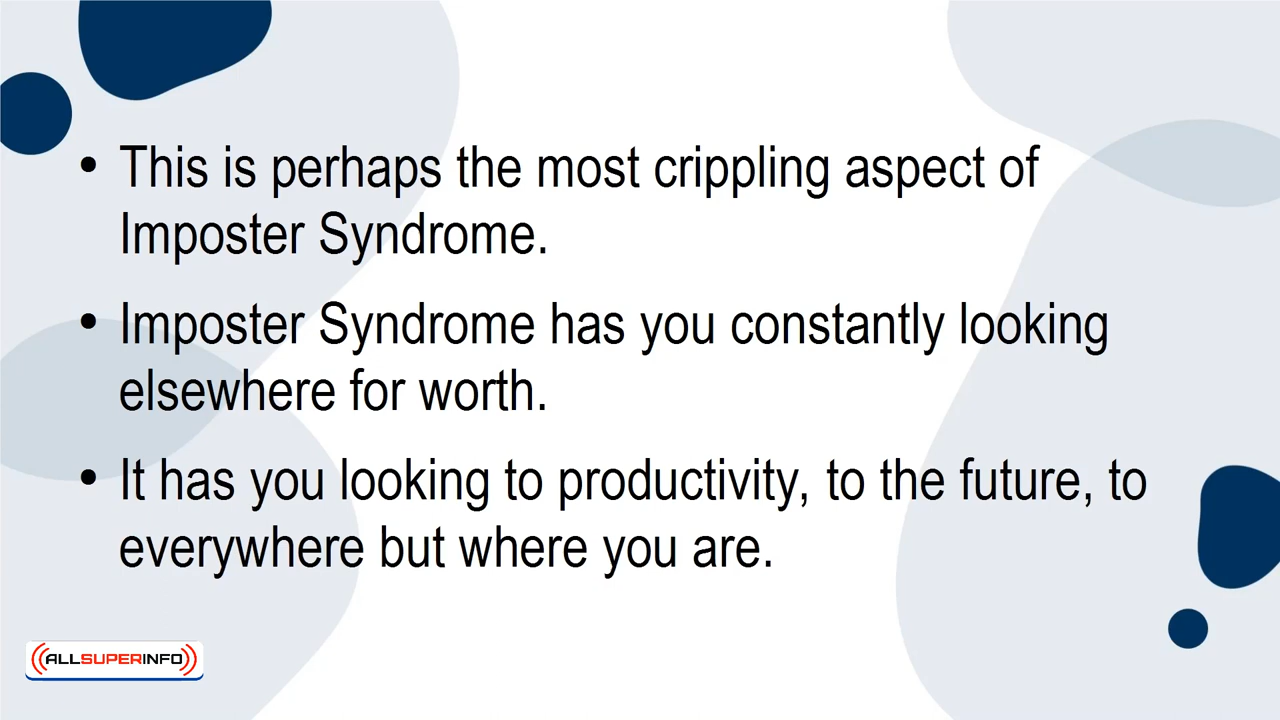 • This is perhaps the most crippling aspect of
Imposter Syndrome.
• Imposter Syndrome has you constantly looking
elsewhere for worth.
• It has you looking to productivity, to the future, to
everywhere but where you are.
ALLSUPERINFO